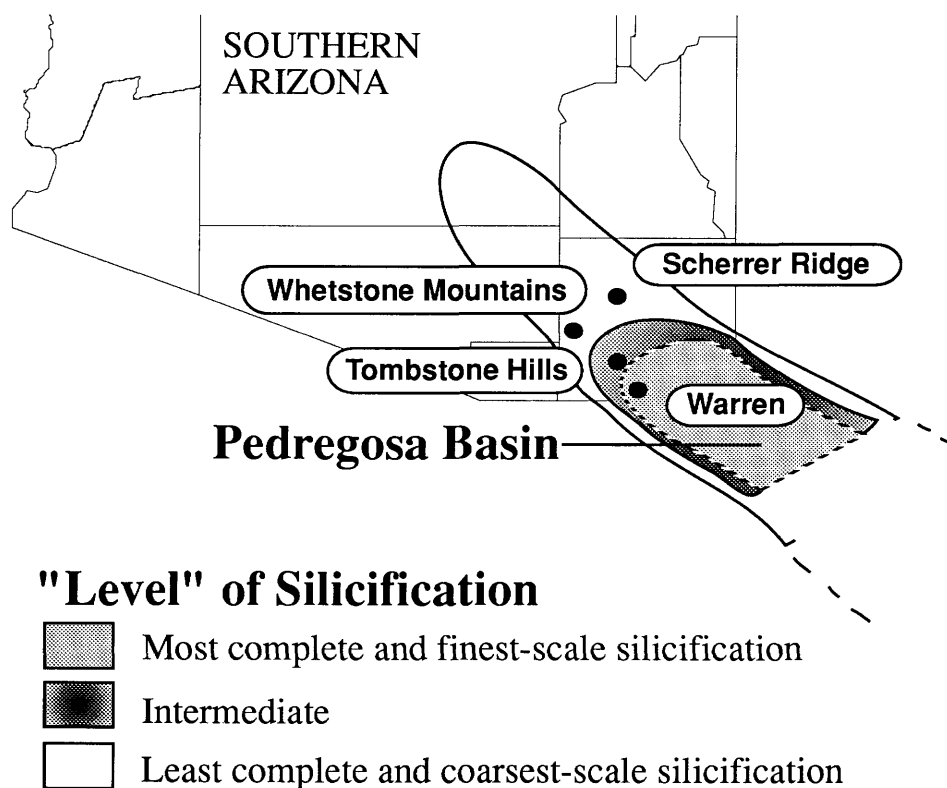 SOUTHERN
ARIZONA
Scherrer Ridge
Whetstone Mountains
Tombstone Hills
Warren
Pedregosa Basin
"Level" of Silicification
Most complete and finest-scale silicification
Intermediate
Least complete and coarsest-scale silicification